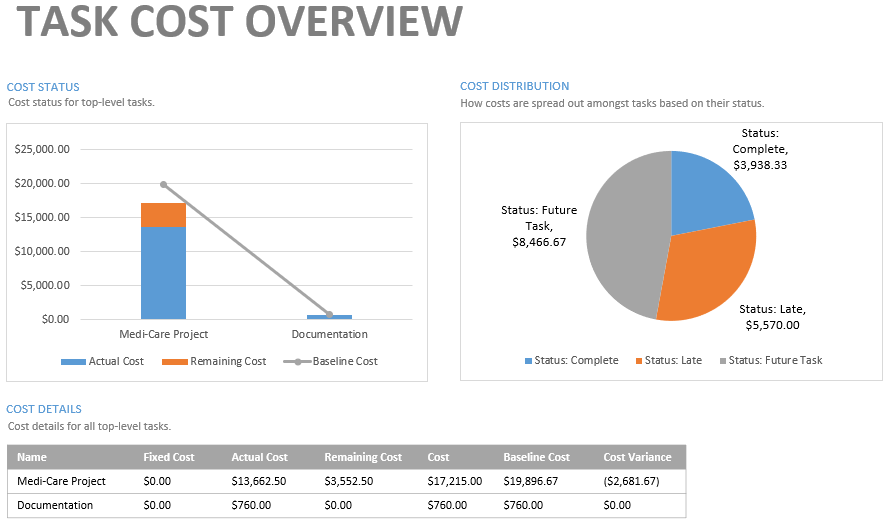 TASK COST OVERVIEW
COST STATUS
Cost status for top-level tasks.
$25,000.00
$20,000.00
$15,000.00
$10,000.00
$5,000.00
$0.00
Medi-Care Project Documentation
Actual Cost Remaining Cost Baseline Cost
COST DISTRIBUTION
How costs are spread out amongst tasks based on their status.
Status:
Complete,
$3,938.33
Status: Future
Task,
$8,466.67
Status: Late,
$5,570.00
Status: Complete Status: Late Status: Future Task
COST DETAILS
Cost details for all top-level tasks.
Name Fixed Cost Actual Cost Remaining Cost Cost Baseline Cost Cost Variance
Medi-Care Project $0.00 $13,662.50 $3,552.50 $17,215.00 $19,896.67 ($2,681.67)
Documentation $0.00 $760.00 $0.00 $760.00 $760.00 $0.00